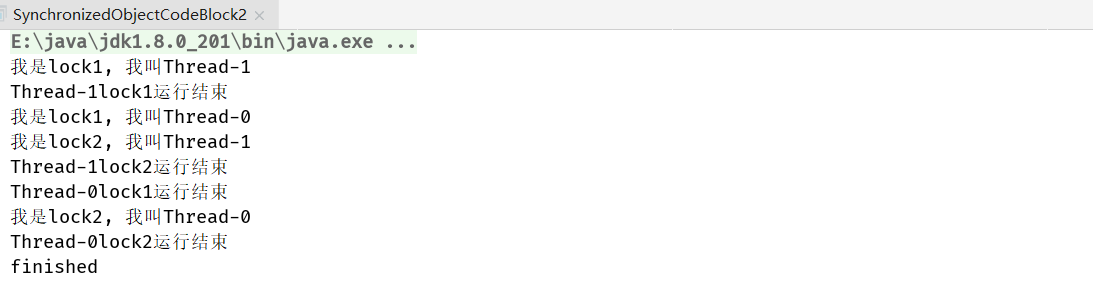 SynchronizedObjectCodeBlock2 ×
E:\java\jdk1.8.0_201\bin\java.exe ...
我是lock1, 我叫Thread-1
Thread-1lock1运行结束
我是lock1, 我叫Thread-0
我是lock2, 我叫Thread-1
Thread-1lock2运行结束
Thread-0lock1运行结束
我是lock2, 我叫Thread-0
Thread-0lock2运行结束
finished